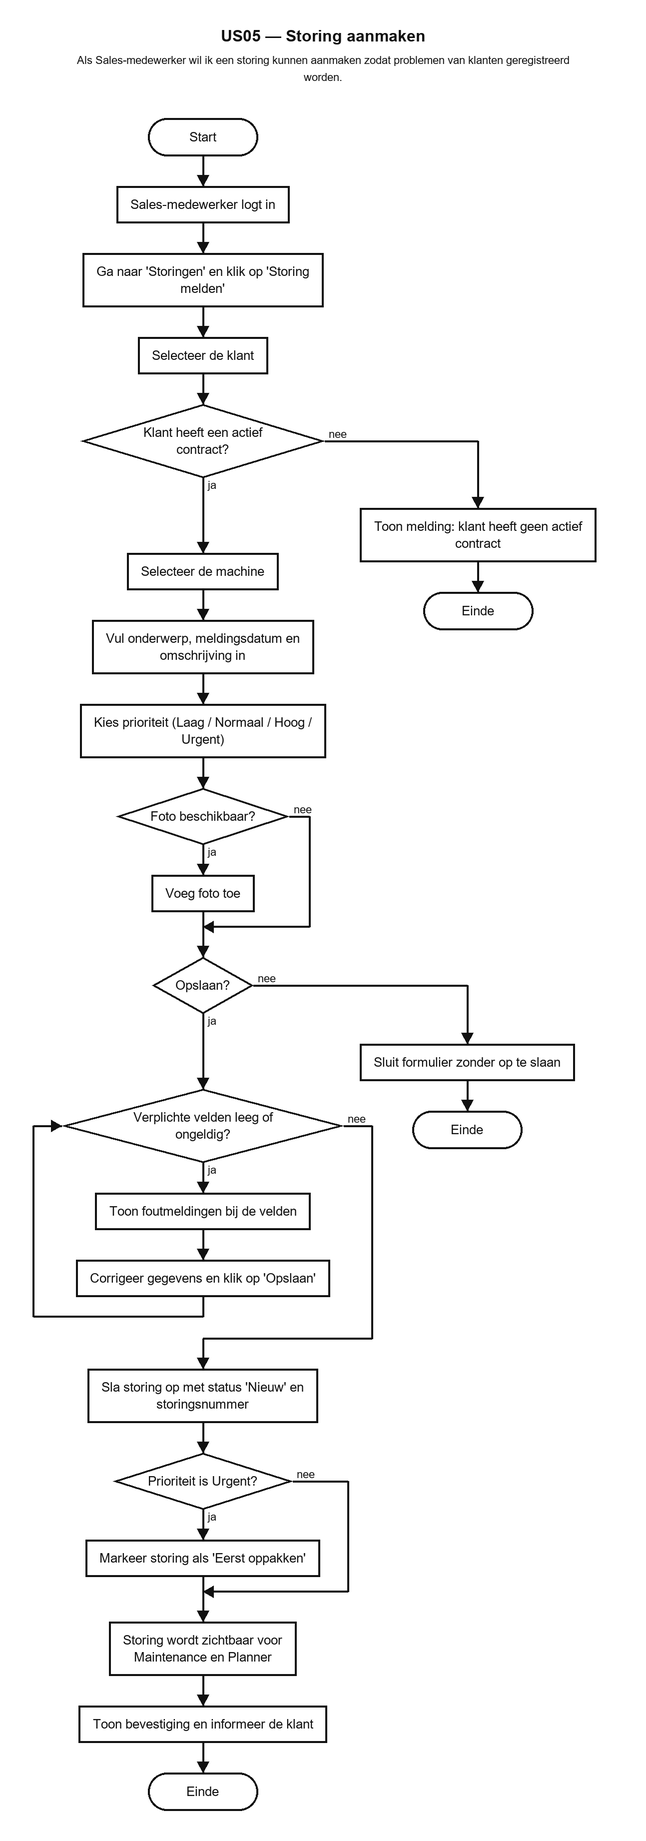 US05 — Storing aanmaken
Als Sales-medewerker wil ik een storing kunnen aanmaken zodat problemen van klanten geregistreerd
worden.
Start
Sales-medewerker logt in
Ga naar 'Storingen' en klik op 'Storing
melden'
Selecteer de klant
Klant heeft een actief
contract?
nee
ja
Toon melding: klant heeft geen actief
contract
Einde
Selecteer de machine
Vul onderwerp, meldingsdatum en
omschrijving in
Kies prioriteit (Laag / Normaal / Hoog /
Urgent)
Foto beschikbaar?
nee
ja
Voeg foto toe
Opslaan?
nee
ja
Sluit formulier zonder op te slaan
Einde
Verplichte velden leeg of
ongeldig?
nee
ja
Toon foutmeldingen bij de velden
Corrigeer gegevens en klik op 'Opslaan'
Sla storing op met status 'Nieuw' en
storingsnummer
Prioriteit is Urgent?
nee
ja
Markeer storing als 'Eerst oppakken'
Storing wordt zichtbaar voor
Maintenance en Planner
Toon bevestiging en informeer de klant
Einde